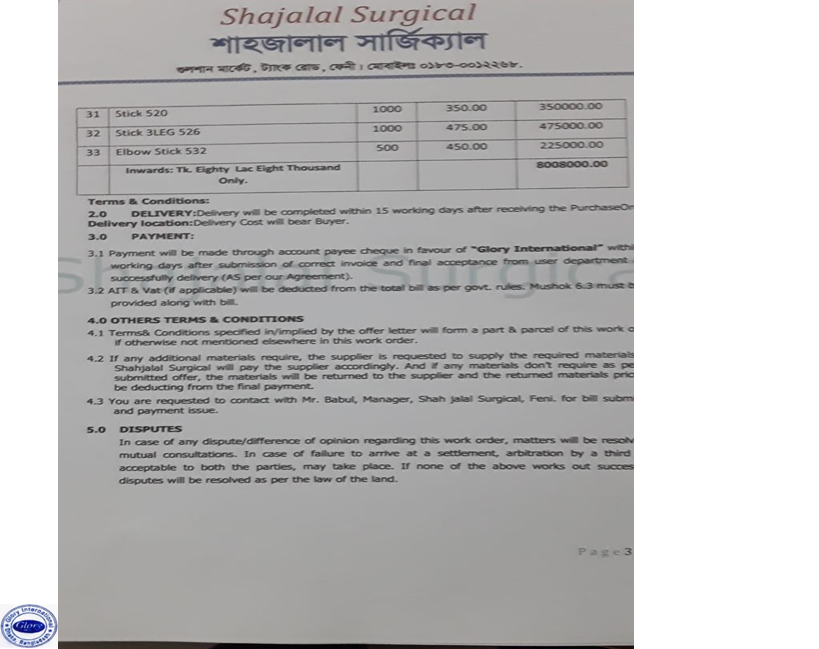 Shajalal Surgical
শাহজালাল সার্জিক্যাল
গুলশান মার্কেট, ট্রাংক রোড, ফেনী। মোবাইলঃ
31 Stick 520 1000 350.00 350000.00
32 Stick 3LEG 526 1000 475.00 475000.00
33 Elbow Stick 532 500 450.00 225000.00
Inwards: Tk. Eighty Lac Eight Thousand 8008000.00
Only.
Terms & Conditions:
2.0 DELIVERY:Delivery will be completed within 15 working days after receiving the PurchaseOr
Delivery location:Delivery Cost will bear Buyer.
3.0 PAYMENT:
3.1 Payment will be made through account payee cheque in favour of "Glory International" withi
working days after submission of correct invoice and final acceptance from user department
successfully delivery (AS per our Agreement).
3.2 AIT & Vat (if applicable) will be deducted from the total bill as per govt. rules. Mushok 6.3 must b
provided along with bill.
Shajalal Surgical
4.0 OTHERS TERMS & CONDITIONS
4.1 Terms& Conditions specified in/implied by the offer letter will form a part & parcel of this work o
if otherwise not mentioned elsewhere in this work order.
4.2 If any additional materials require, the supplier is requested to supply the required materials
Shahjalal Surgical will pay the supplier accordingly. And if any materials don't require as pe
submitted offer, the materials will be returned to the supplier and the returned materials pric
be deducting from the final payment.
4.3 You are requested to contact with Mr. Babul, Manager, Shah jalal Surgical, Feni. for bill subm
and payment issue.
5.0 DISPUTES
In case of any dispute/difference of opinion regarding this work order, matters will be resolv
mutual consultations. In case of failure to arrive at a settlement, arbitration by a third
acceptable to both the parties, may take place. If none of the above works out succes
disputes will be resolved as per the law of the land.
Page 3
Glory International
Glory
Dhaka, Bangladesh